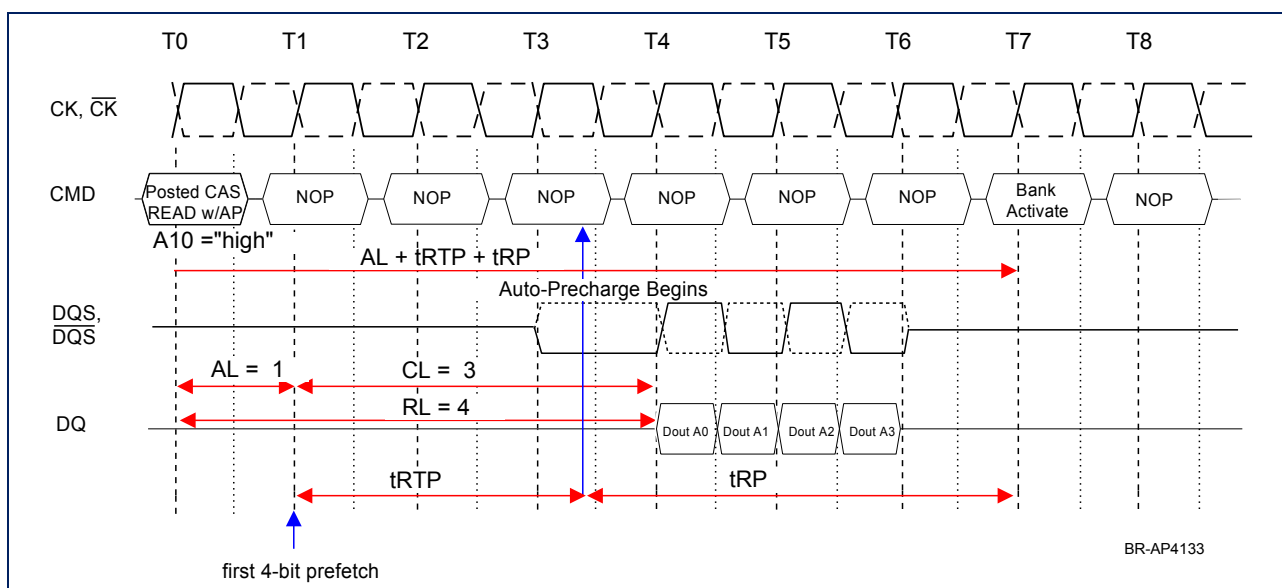 T0 T1 T2 T3 T4 T5 T6 T7 T8
CK, CK
CMD
Posted CAS
READ w/AP
NOP NOP NOP NOP NOP NOP
Bank
Activate
NOP
A10 ="high"
AL + tRTP + tRP
Auto-Precharge Begins
DQS,
DQS
AL = 1
CL = 3
RL = 4
DQ
Dout A0 Dout A1 Dout A2 Dout A3
tRTP
tRP
BR-AP4133
first 4-bit prefetch